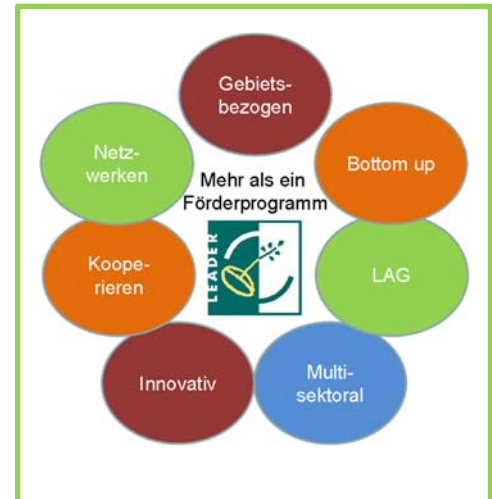 Gebiets-
bezogen
Netz-
werken
Bottom up
Mehr als ein
Förderprogramm
Koope-
rieren
LEADER
LAG
Innovativ
Multi-
sektoral